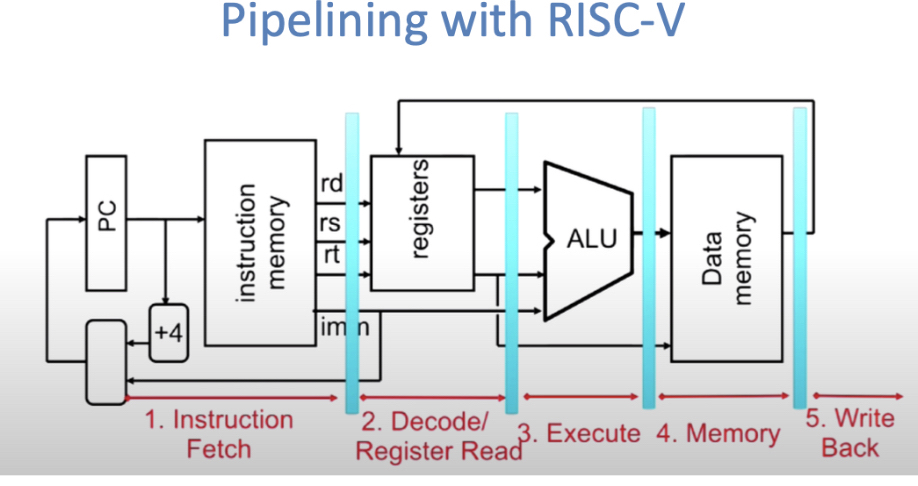 Pipelining with RISC-V
PC
+4
instruction
memory
rd
rs
rt
imm
registers
ALU
Data
memory
1. Instruction
Fetch
2. Decode/
Register Read
3. Execute
4. Memory
5. Write
Back